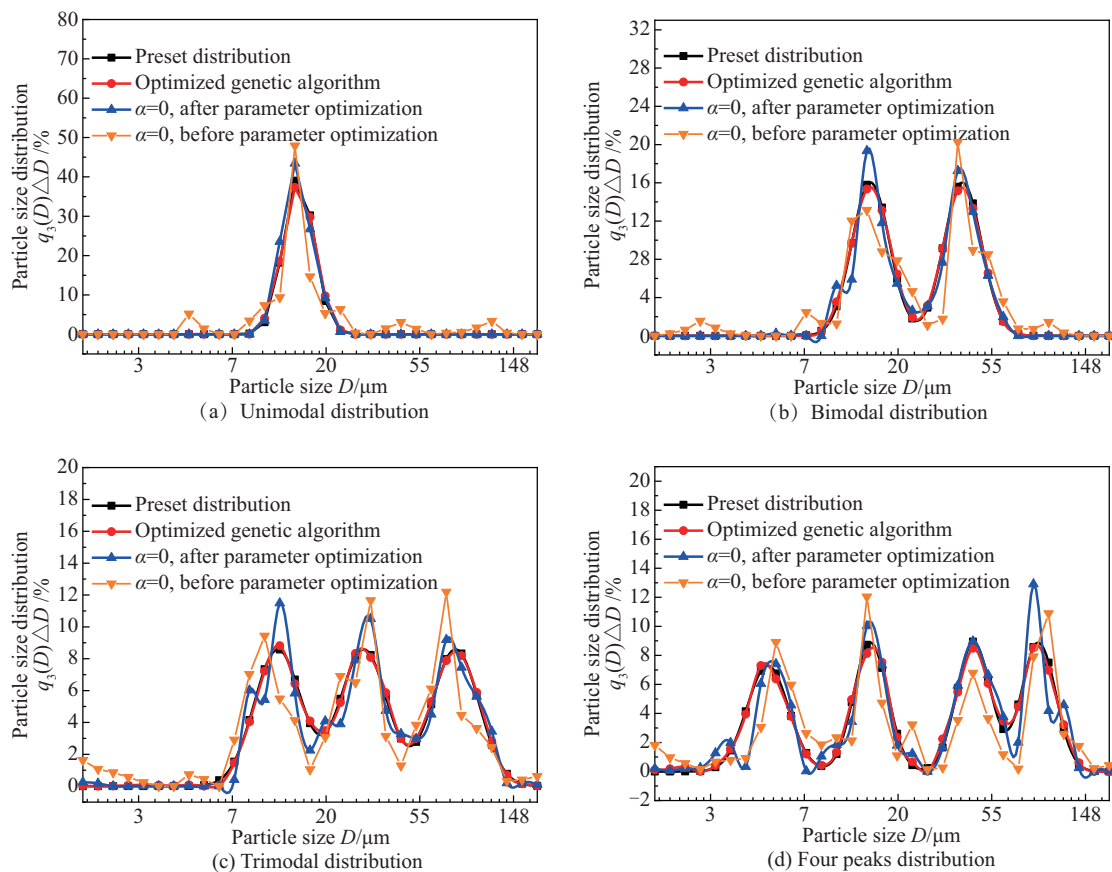 80
70
60
50
40
30
20
10
0
Particle size distribution
q₃(D)△D /%
Preset distribution
Optimized genetic algorithm
α=0, after parameter optimization
α=0, before parameter optimization
3 7 20 55 148
Particle size D/μm
（a） Unimodal distribution
32
28
24
22
20
16
28
4
0
Particle size distribution
q₃(D)△D /%
Preset distribution
Optimized genetic algorithm
α=0, after parameter optimization
α=0, before parameter optimization
3 7 20 55 148
Particle size D/μm
（b） Bimodal distribution
20
18
16
14
12
10
8
6
4
2
0
Particle size distribution
q₃(D)△D /%
Preset distribution
Optimized genetic algorithm
α=0, after parameter optimization
α=0, before parameter optimization
3 7 20 55 148
Particle size D/μm
(c) Trimodal distribution
20
18
16
14
12
10
8
6
4
2
0
−2
Particle size distribution
q₃(D)△D /%
Preset distribution
Optimized genetic algorithm
α=0, after parameter optimization
α=0, before parameter optimization
3 7 20 55 148
Particle size D/μm
(d) Four peaks distribution